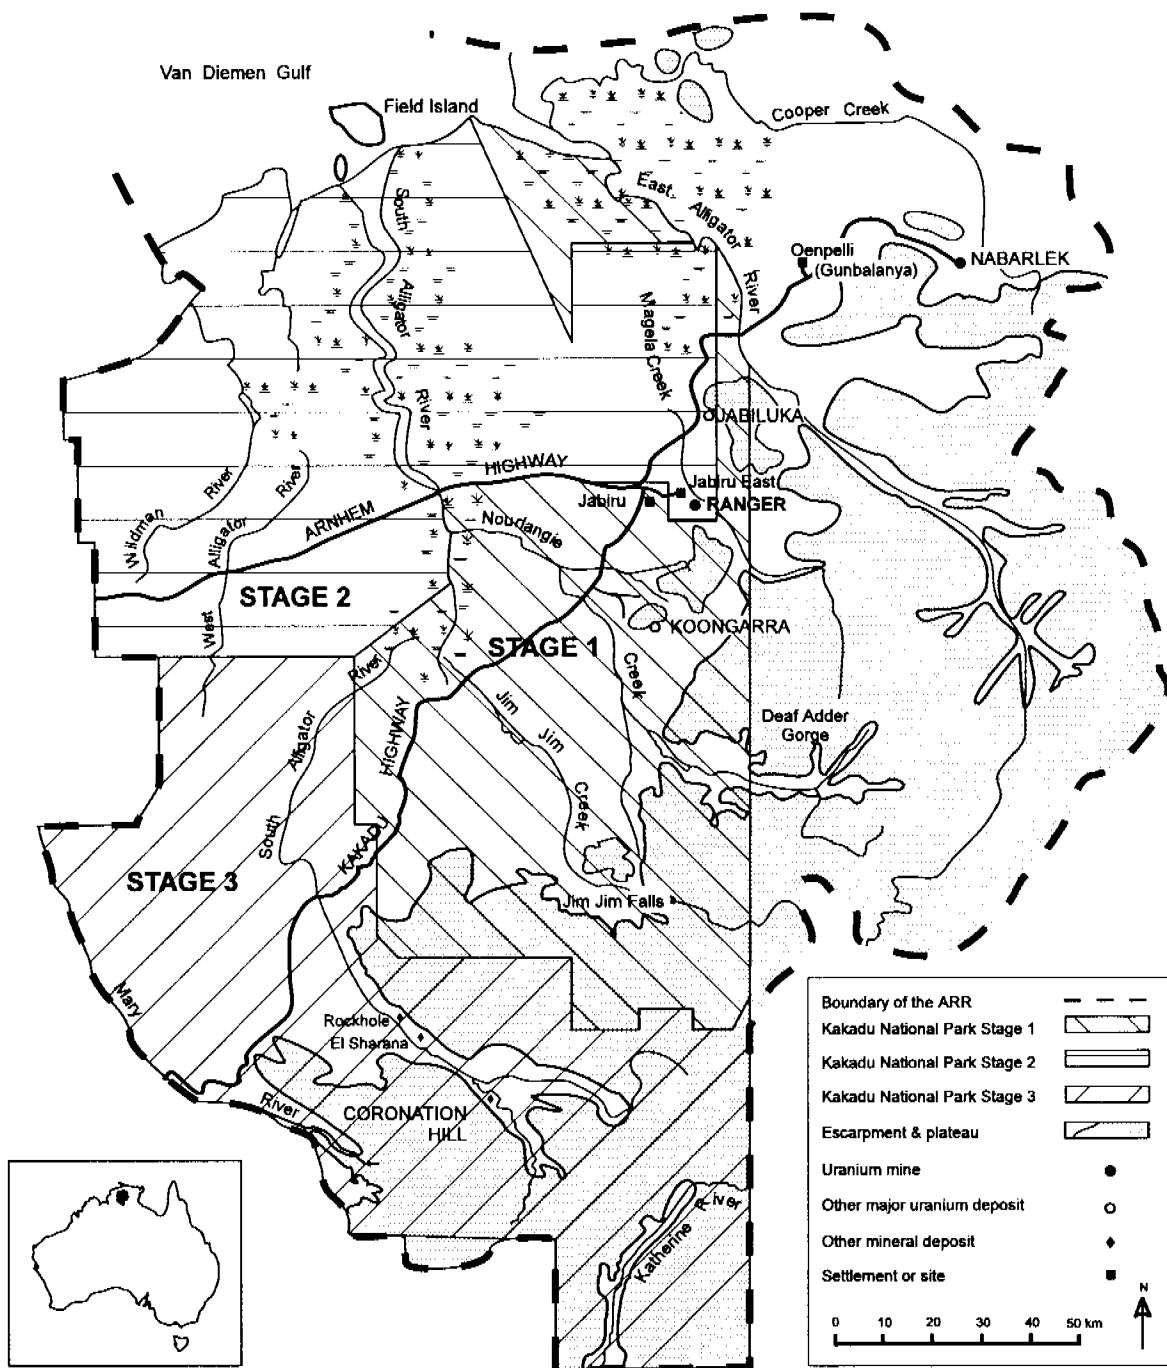 Van Diemen Gulf
Field Island
Cooper Creek
East Alligator River
South Alligator River
Oenpelli
(Gunbalanya)
NABARLEK
Magela Creek
JABILUKA
HIGHWAY
Jabiru East
Jabiru
RANGER
ARNHEM
Nourlangie
Wildman River
West Alligator River
STAGE 2
KOONGARRA
STAGE 1
Creek
River
Alligator
South
Jim Jim Creek
HIGHWAY
KAKADU
Deaf Adder
Gorge
STAGE 3
Jim Jim Falls
Mary
River
Rockhole
El Sharana
CORONATION
HILL
Katherine River
Boundary of the ARR
Kakadu National Park Stage 1
Kakadu National Park Stage 2
Kakadu National Park Stage 3
Escarpment & plateau
Uranium mine
Other major uranium deposit
Other mineral deposit
Settlement or site
N
0 10 20 30 40 50 km